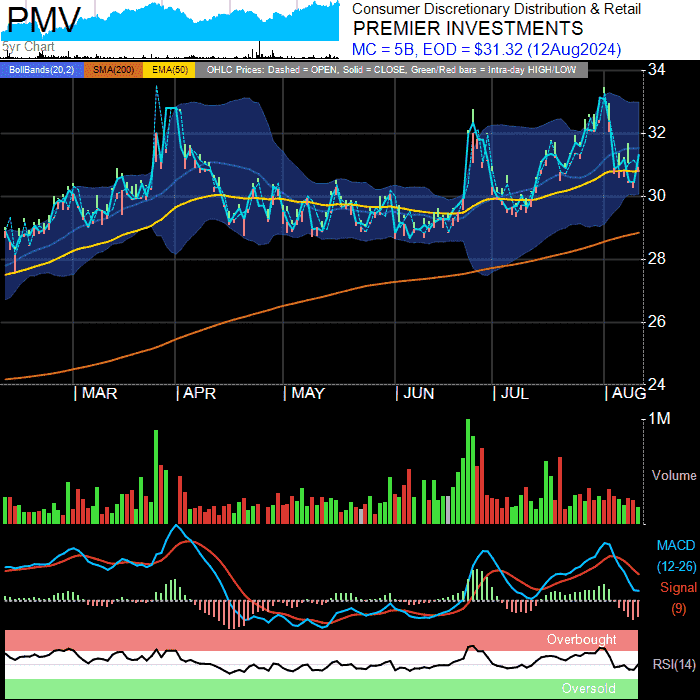 PMV
5yr Chart
Consumer Discretionary Distribution & Retail
PREMIER INVESTMENTS
MC = 5B, EOD = $31.32 (12Aug2024)
BollBands(20,2) SMA(200) EMA(50) OHLC Prices: Dashed = OPEN, Solid = CLOSE, Green/Red bars = Intra-day HIGH/LOW
34
32
30
28
26
24
| MAR | APR | MAY | JUN | JUL | AUG
1M
Volume
MACD
(12-26)
Signal
(9)
Overbought
RSI(14)
Oversold